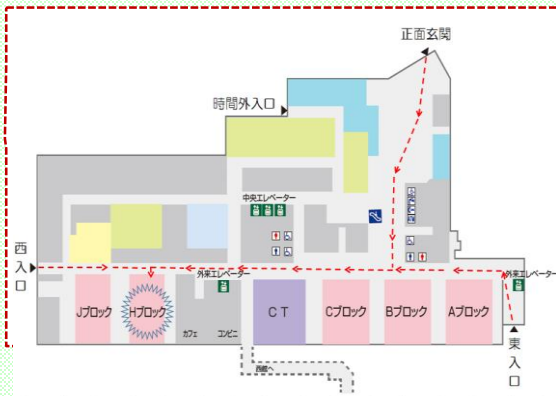 正面玄関
時間外入口
中央エレベーター
西入口
外来エレベーター
外来エレベーター
Jブロック
Hブロック
カフェ
コンビニ
CT
Cブロック
Bブロック
Aブロック
東入口
西館へ